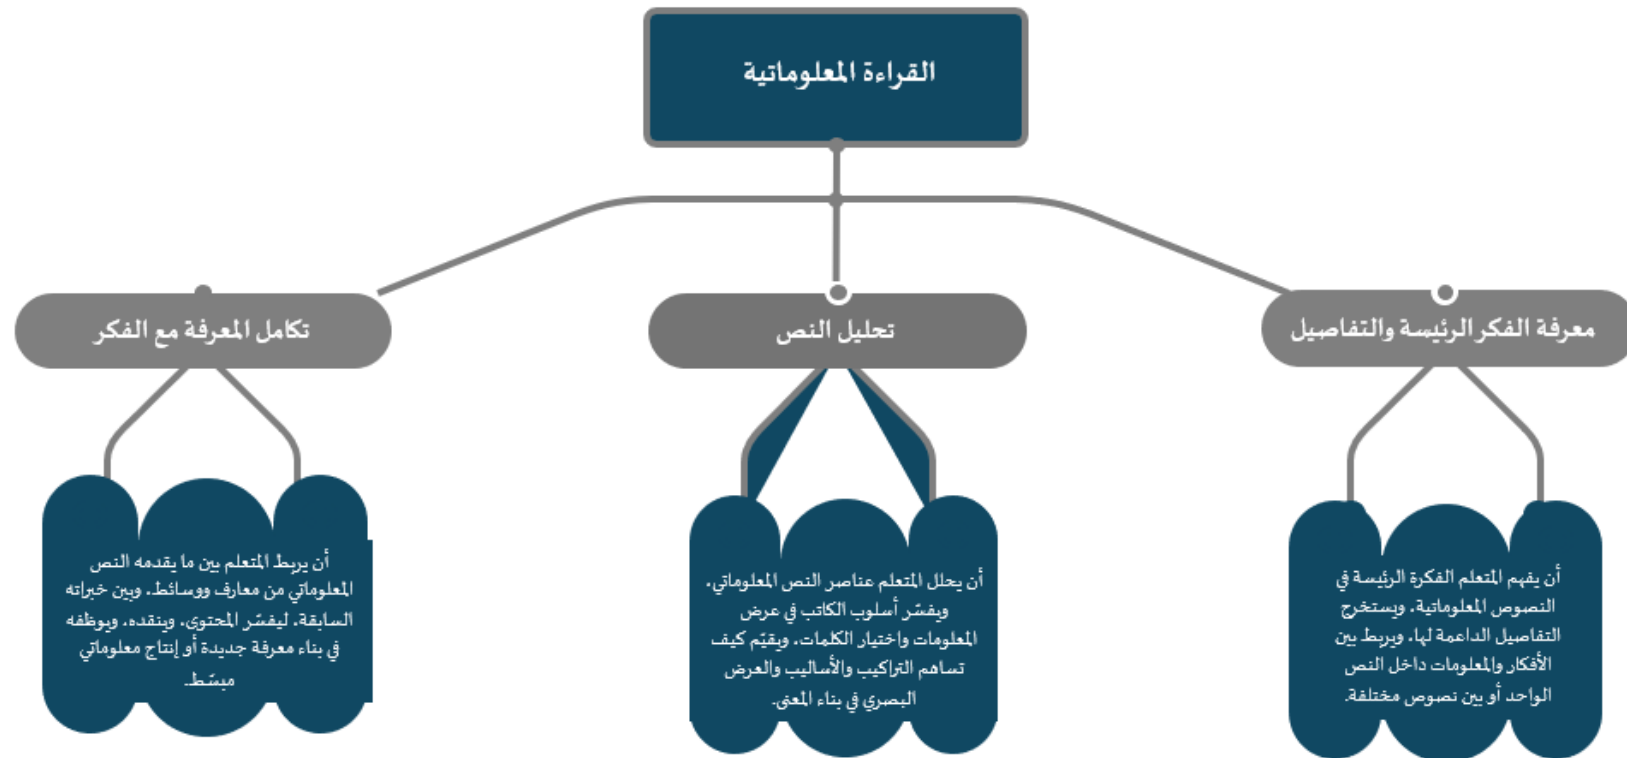 القراءة المعلوماتية
معرفة الفكر الرئيسة والتفاصيل
أن يفهم المتعلم الفكرة الرئيسة في
النصوص المعلوماتية، ويستخرج
التفاصيل الداعمة لها، ويربط بين
الأفكار والمعلومات داخل النص
الواحد أو بين نصوص مختلفة.
تحليل النص
أن يحلل المتعلم عناصر النص المعلوماتي،
ويفسّر أسلوب الكاتب في عرض
المعلومات واختيار الكلمات، ويقيّم كيف
تساهم التراكيب والأساليب والعرض
البصري في بناء المعنى.
تكامل المعرفة مع الفكر
أن يربط المتعلم بين ما يقدمه النص
المعلوماتي من معارف ووسائط، وبين خبراته
السابقة، ليفسّر المحتوى، وينقده، ويوظفه
في بناء معرفة جديدة أو إنتاج معلوماتي
مبسّط.